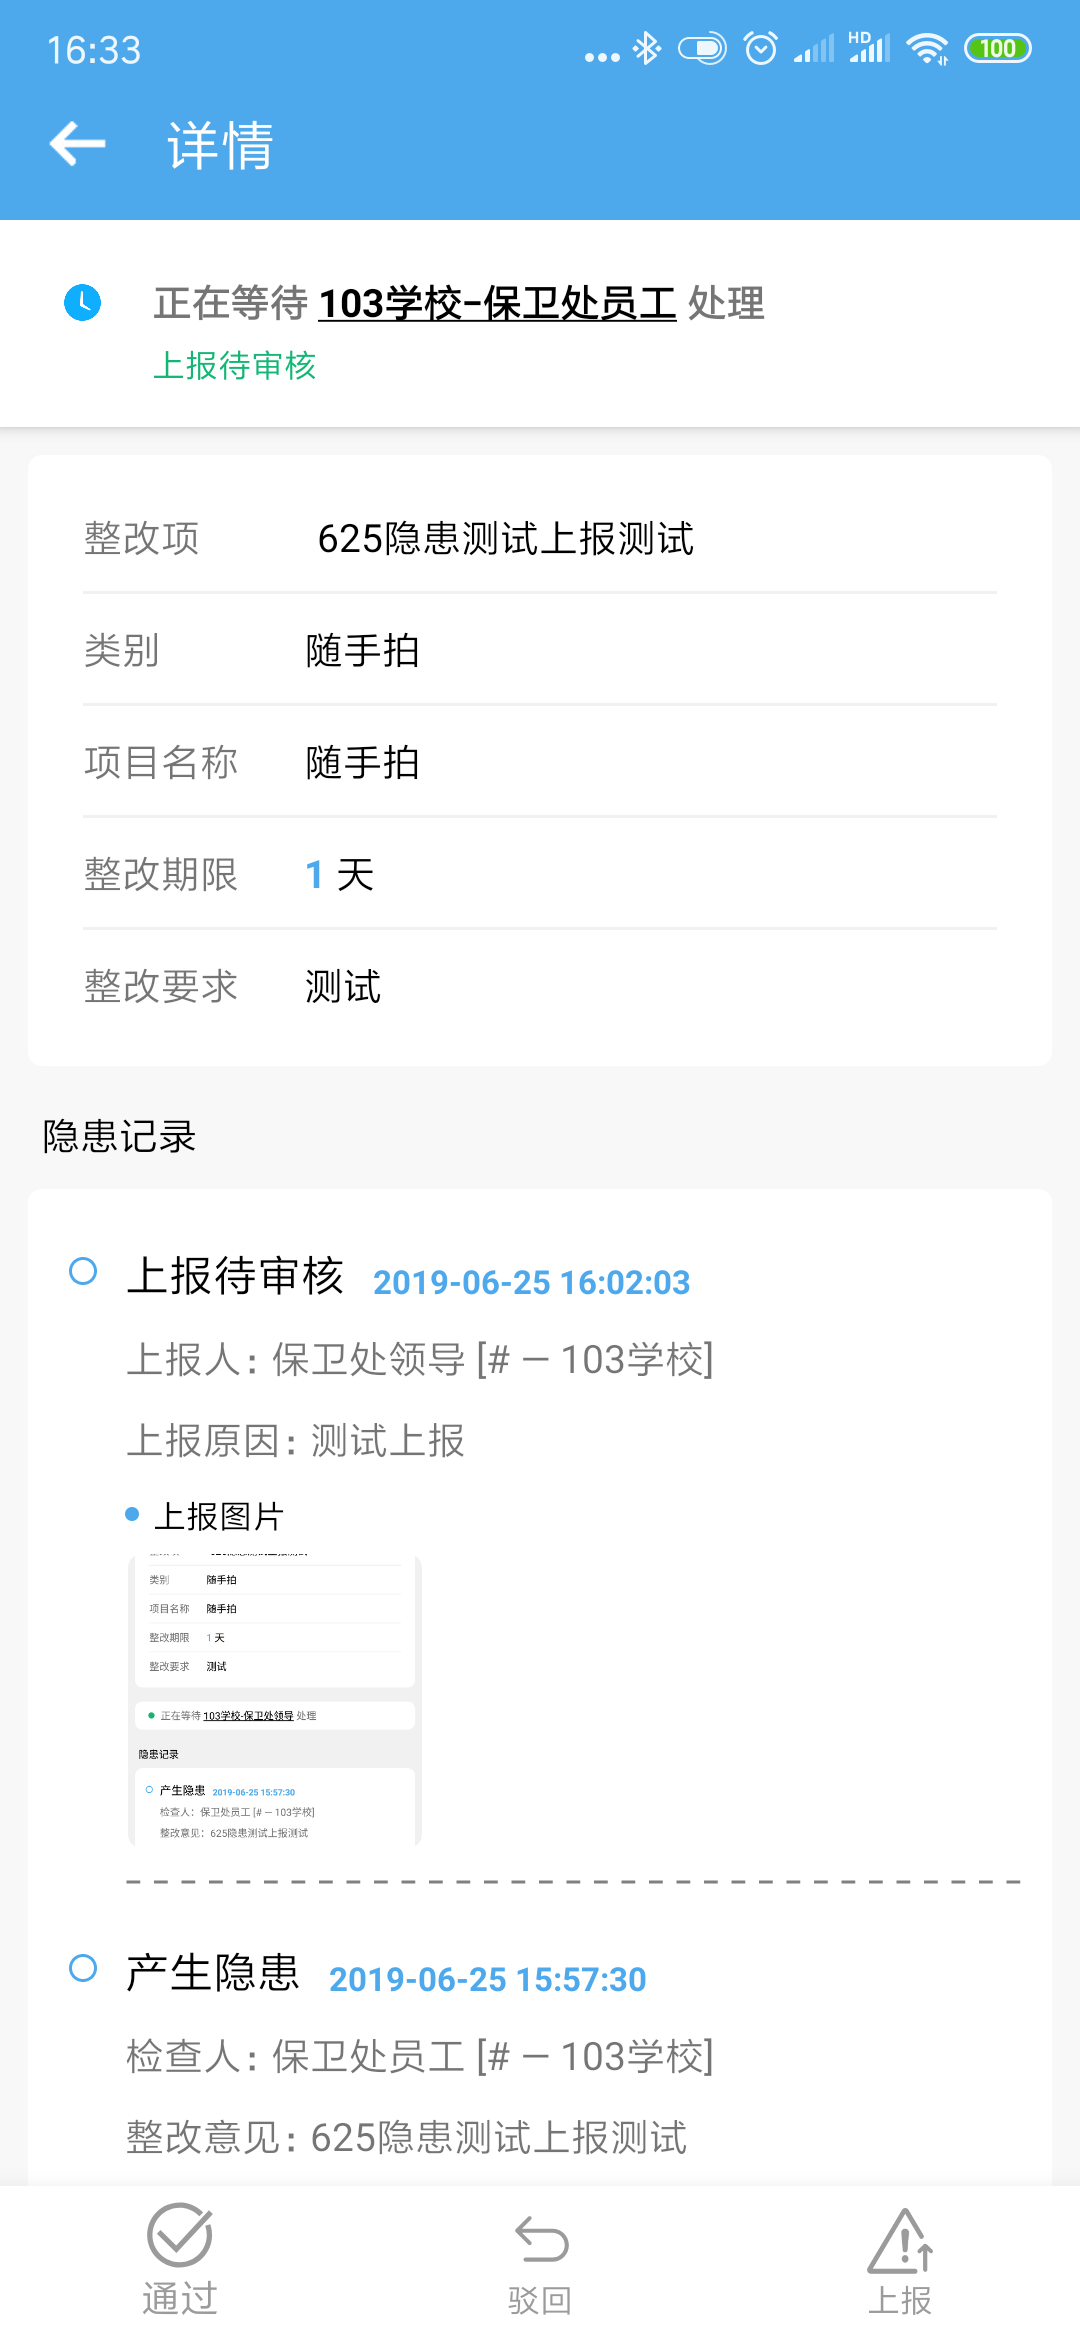 16:33
HD
100
详情
正在等待 103学校-保卫处员工 处理
上报待审核
整改项 625隐患测试上报测试
类别 随手拍
项目名称 随手拍
整改期限 1 天
整改要求 测试
隐患记录
上报待审核 2019-06-25 16:02:03
上报人: 保卫处领导 [# — 103学校]
上报原因: 测试上报
上报图片
类别 随手拍
项目名称 随手拍
整改期限 1 天
整改要求 测试
正在等待 103学校-保卫处领导 处理
隐患记录
产生隐患 2019-06-25 15:57:30
检查人: 保卫处员工 [# — 103学校]
整改意见: 625隐患测试上报测试
产生隐患 2019-06-25 15:57:30
检查人: 保卫处员工 [# — 103学校]
整改意见: 625隐患测试上报测试
通过
驳回
上报